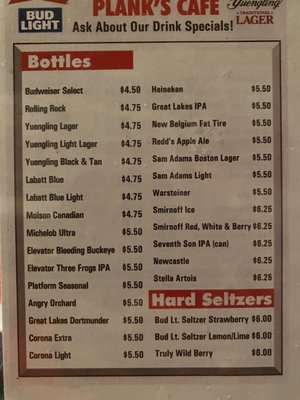 BUD LIGHT
PLANK'S CAFE
Yuengling
TRADITIONAL
LAGER
Ask About Our Drink Specials!
Bottles
Budweiser Select $4.50
Rolling Rock $4.75
Yuengling Lager $4.75
Yuengling Light Lager $4.75
Yuengling Black & Tan $4.75
Labatt Blue $4.75
Labatt Blue Light $4.75
Molson Canadian $4.75
Michelob Ultra $5.50
Elevator Bleeding Buckeye $5.50
Elevator Three Frogs IPA $5.50
Platform Seasonal $5.50
Angry Orchard $5.50
Great Lakes Dortmunder $5.50
Corona Extra $5.50
Corona Light $5.50
Heineken $5.50
Great Lakes IPA $5.50
New Belgium Fat Tire $5.50
Redd's Apple Ale $5.50
Sam Adams Boston Lager $5.50
Sam Adams Light $5.50
Warsteiner $5.50
Smirnoff Ice $6.25
Smirnoff Red, White & Berry $6.25
Seventh Son IPA (can) $6.25
Newcastle $6.25
Stella Artois $6.25
Hard Seltzers
Bud Lt. Seltzer Strawberry $6.00
Bud Lt. Seltzer Lemon/Lime $6.00
Truly Wild Berry $6.00